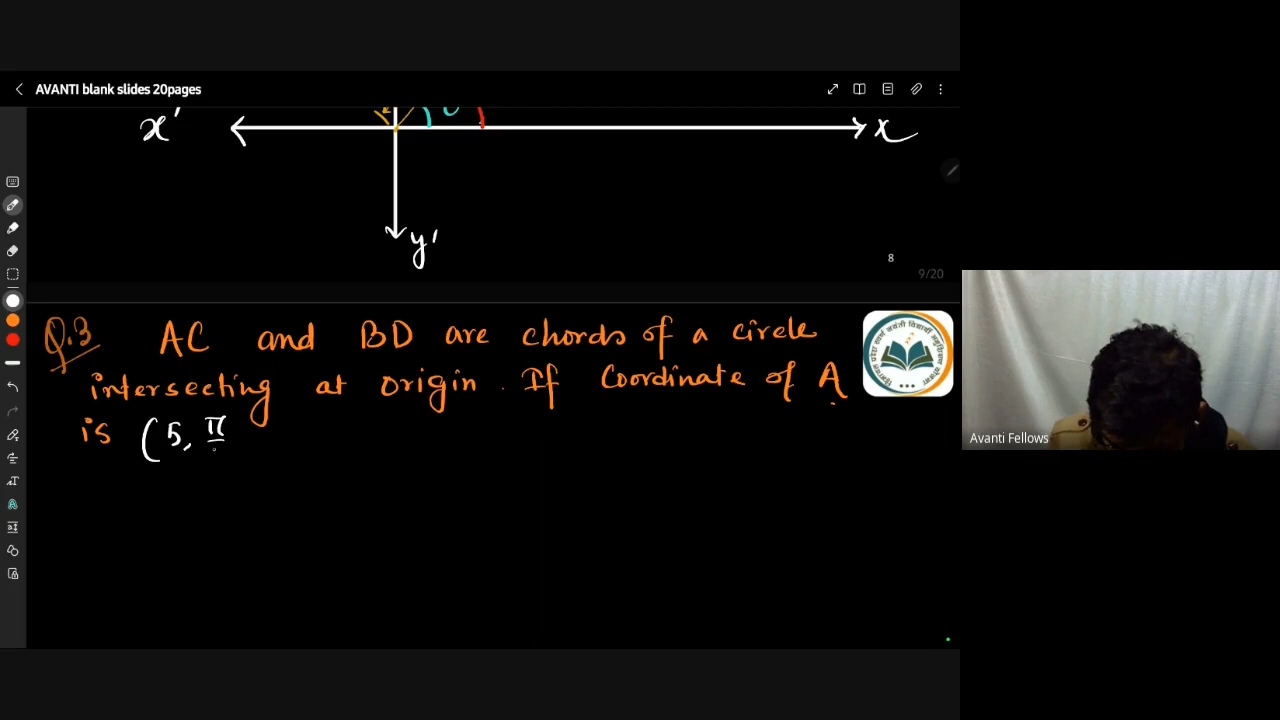 AVANTI blank slides 20pages
x'
x
y'
8
9/20
Q.3 AC and BD are chords of a circle
intersecting at origin. If Coordinate of A
is (5, π
Avanti Fellows